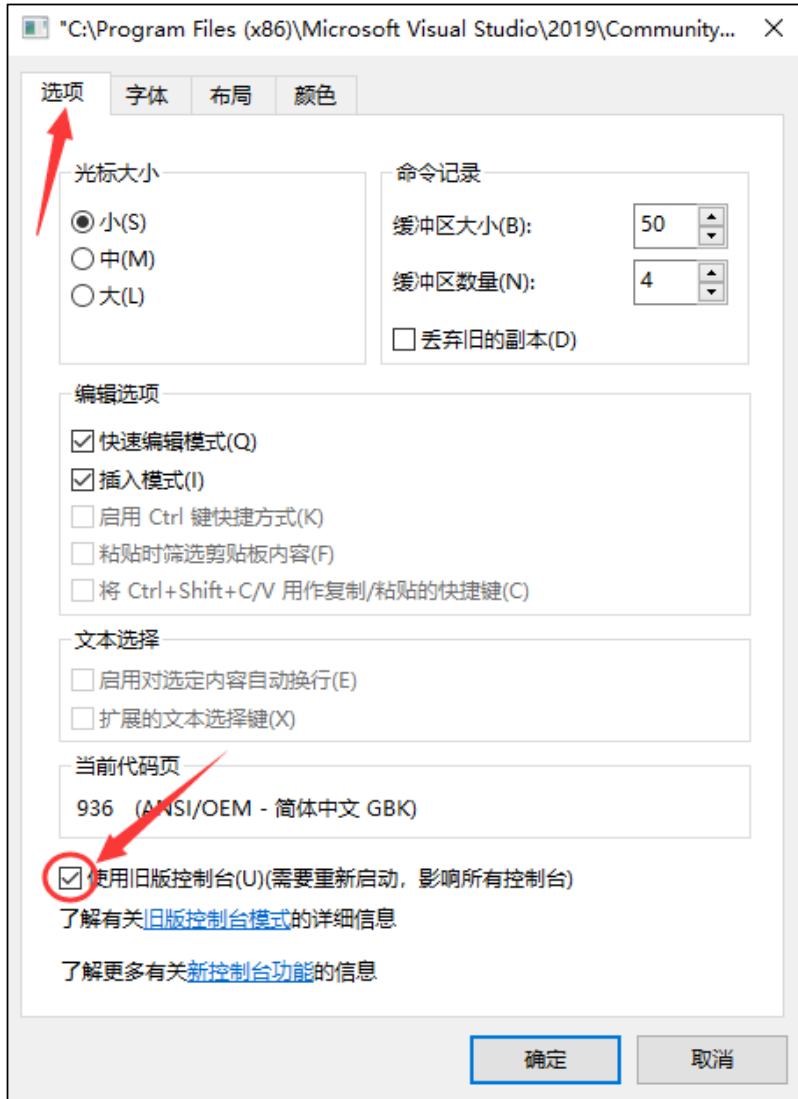 "C:\Program Files (x86)\Microsoft Visual Studio\2019\Community...
选项 字体 布局 颜色
光标大小
小(S)
中(M)
大(L)
命令记录
缓冲区大小(B): 50
缓冲区数量(N): 4
丢弃旧的副本(D)
编辑选项
快速编辑模式(Q)
插入模式(I)
启用 Ctrl 键快捷方式(K)
粘贴时筛选剪贴板内容(F)
将 Ctrl+Shift+C/V 用作复制/粘贴的快捷键(C)
文本选择
启用对选定内容自动换行(E)
扩展的文本选择键(X)
当前代码页
936 (ANSI/OEM - 简体中文 GBK)
使用旧版控制台(U)(需要重新启动，影响所有控制台)
了解有关旧版控制台模式的详细信息
了解更多有关新控制台功能的信息
确定 取消